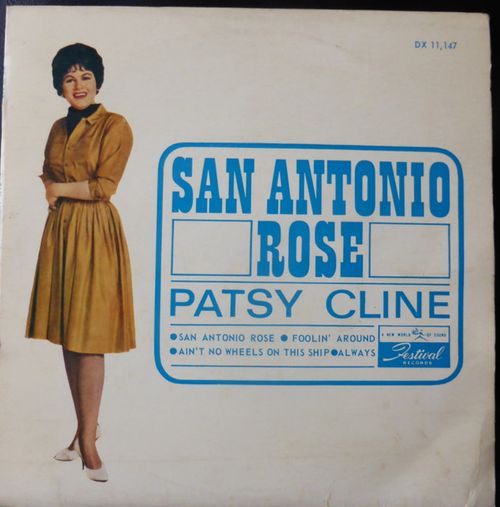 DX 11,147
SAN ANTONIO
ROSE
PATSY CLINE
●SAN ANTONIO ROSE ●FOOLIN' AROUND
●AIN'T NO WHEELS ON THIS SHIP●ALWAYS
A NEW WORLD OF SOUND
Festival
RECORDS